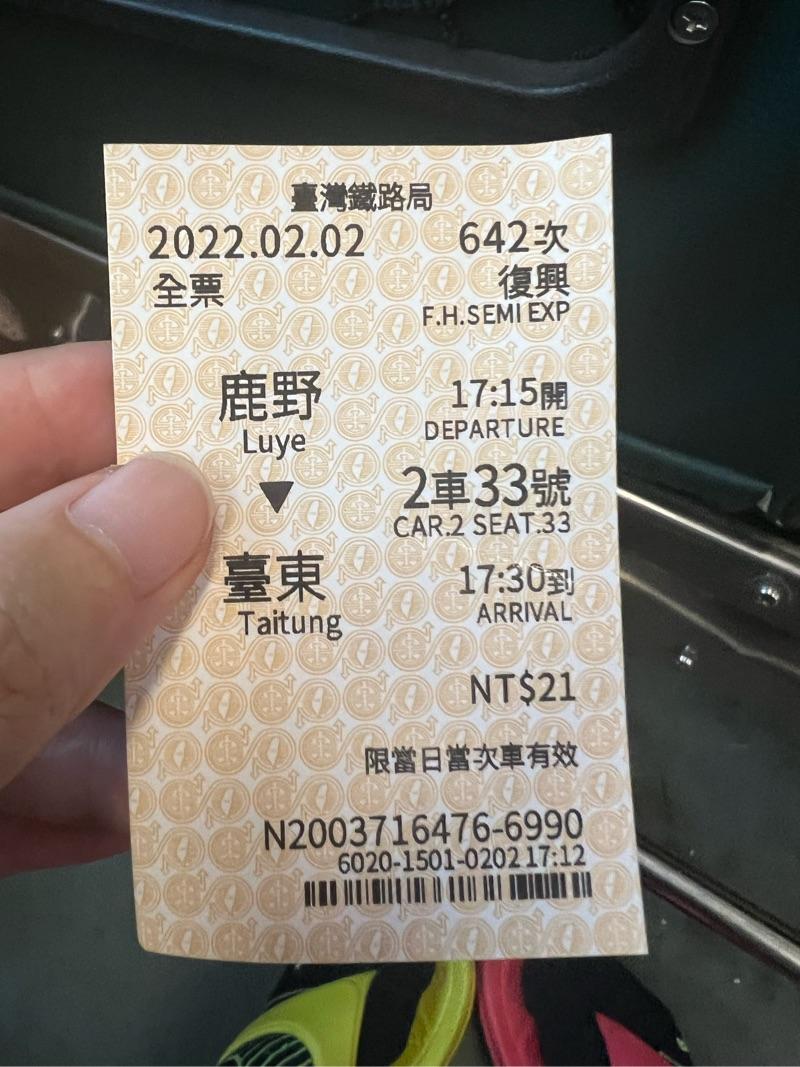 臺灣鐵路局
2022.02.02 642次
全票 復興
F.H.SEMI EXP
鹿野 17:15開
Luye DEPARTURE
▼ 2車33號
CAR.2 SEAT.33
臺東 17:30到
Taitung ARRIVAL
NT$21
限當日當次車有效
N2003716476-6990
6020-1501-0202 17:12